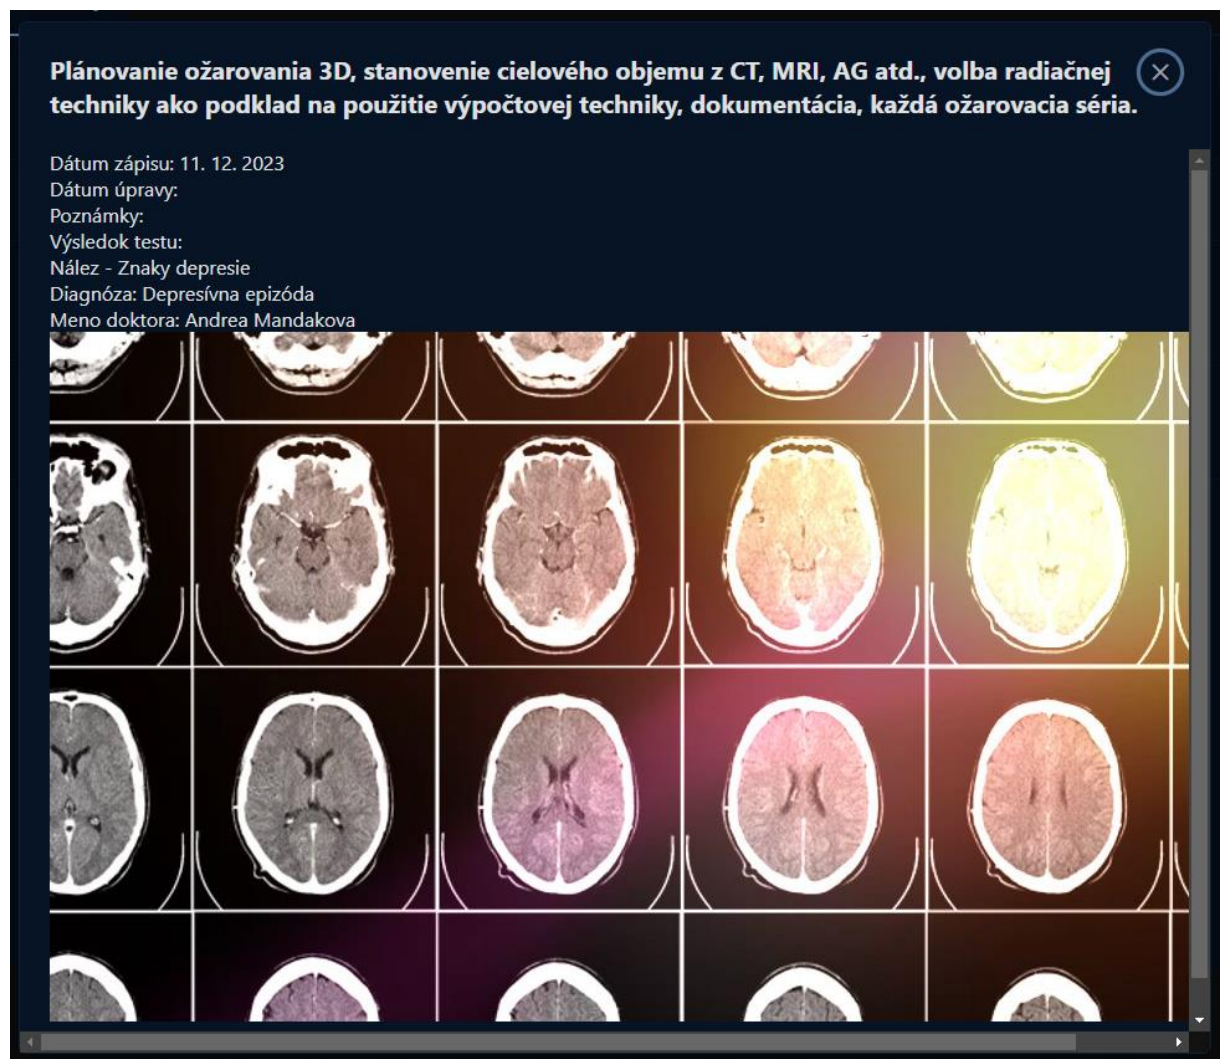 Plánovanie ožarovania 3D, stanovenie cielového objemu z CT, MRI, AG atd., volba radiačnej
techniky ako podklad na použitie výpočtovej techniky, dokumentácia, každá ožarovacia séria.
Dátum zápisu: 11. 12. 2023
Dátum úpravy:
Poznámky:
Výsledok testu:
Nález - Znaky depresie
Diagnóza: Depresívna epizóda
Meno doktora: Andrea Mandakova